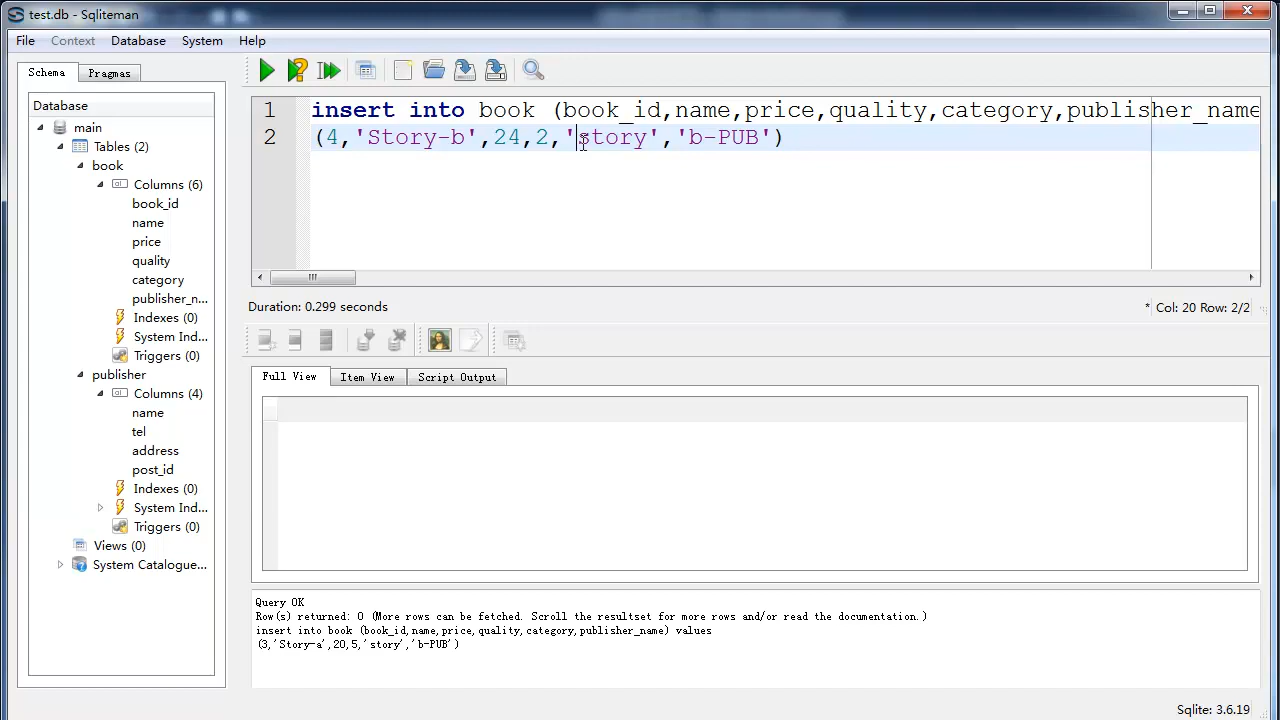 test.db - Sqliteman
File Context Database System Help
Schema Pragmas
Database
main
Tables (2)
book
Columns (6)
book_id
name
price
quality
category
publisher_n...
Indexes (0)
System Ind...
Triggers (0)
publisher
Columns (4)
name
tel
address
post_id
Indexes (0)
System Ind...
Triggers (0)
Views (0)
System Catalogue...
1 insert into book (book_id,name,price,quality,category,publisher_name
2 (4,'Story-b',24,2,'story','b-PUB')
Duration: 0.299 seconds
* Col: 20 Row: 2/2
Full View Item View Script Output
Query OK
Row(s) returned: 0 (More rows can be fetched. Scroll the resultset for more rows and/or read the documentation.)
insert into book (book_id,name,price,quality,category,publisher_name) values
(3,'Story-a',20,5,'story','b-PUB')
Sqlite: 3.6.19